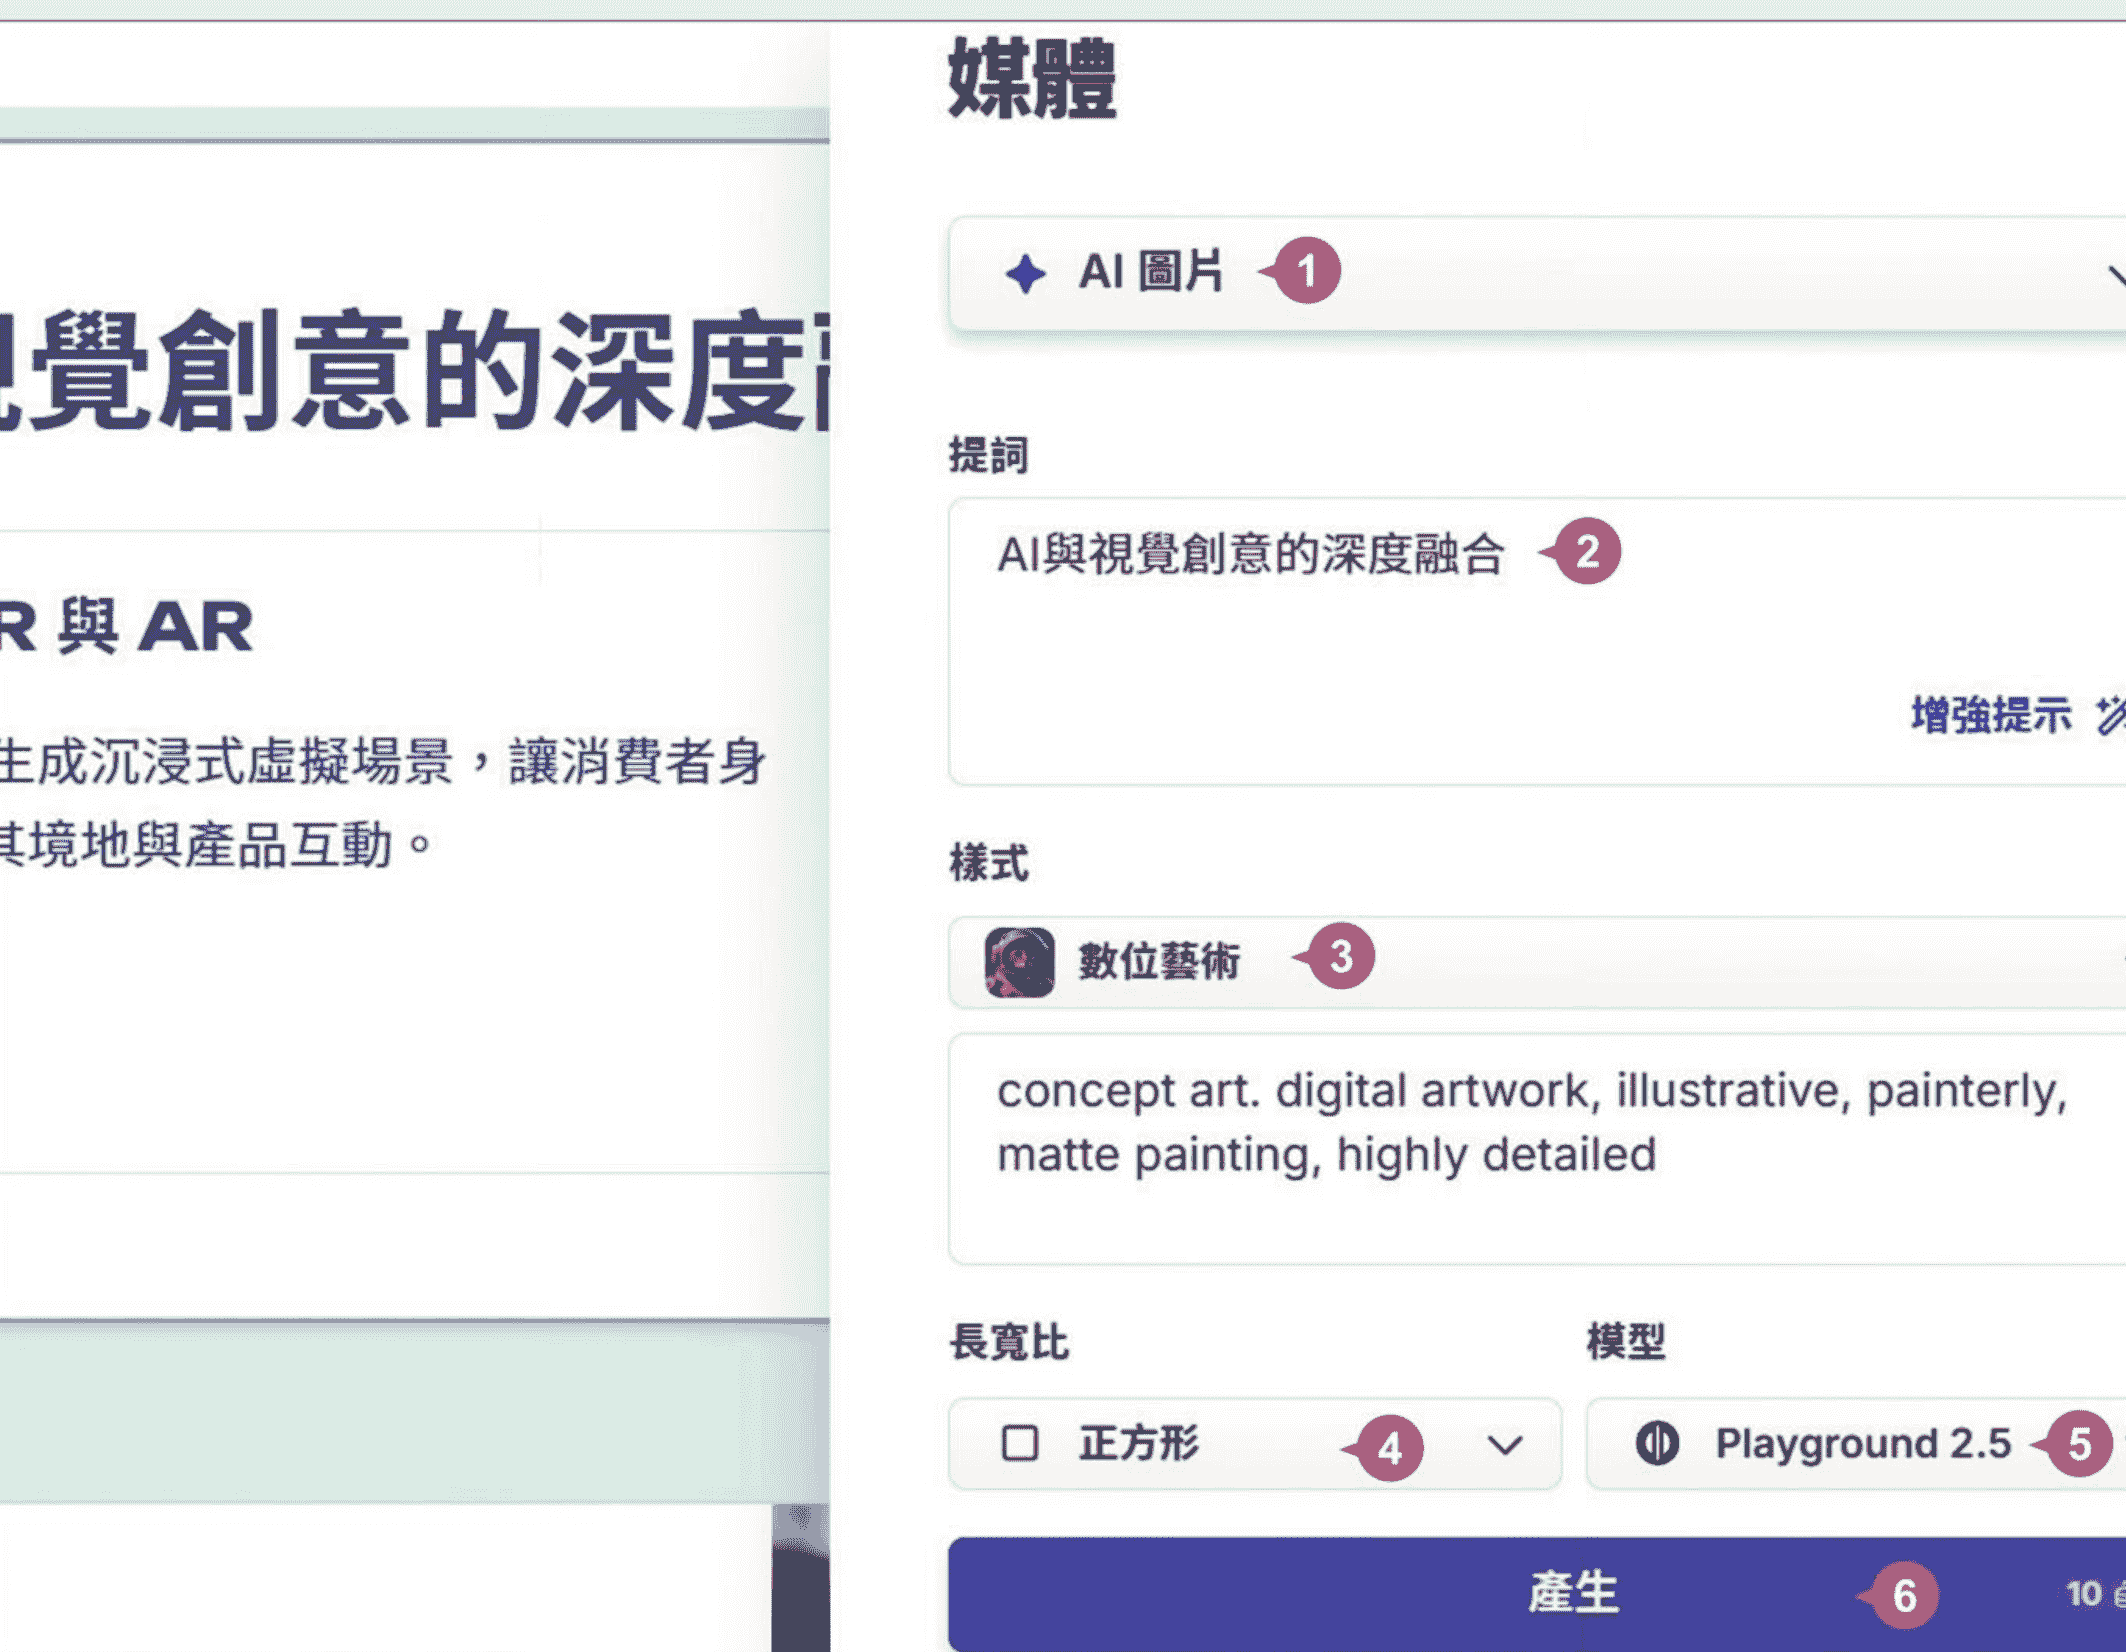 覺創意的深度
R 與 AR
生成沉浸式虛擬場景，讓消費者身
其境地與產品互動。
媒體
AI 圖片 1
提詞
AI與視覺創意的深度融合 2
增強提示
樣式
數位藝術 3
concept art. digital artwork, illustrative, painterly,
matte painting, highly detailed
長寬比
模型
正方形 4
Playground 2.5 5
產生 6 10